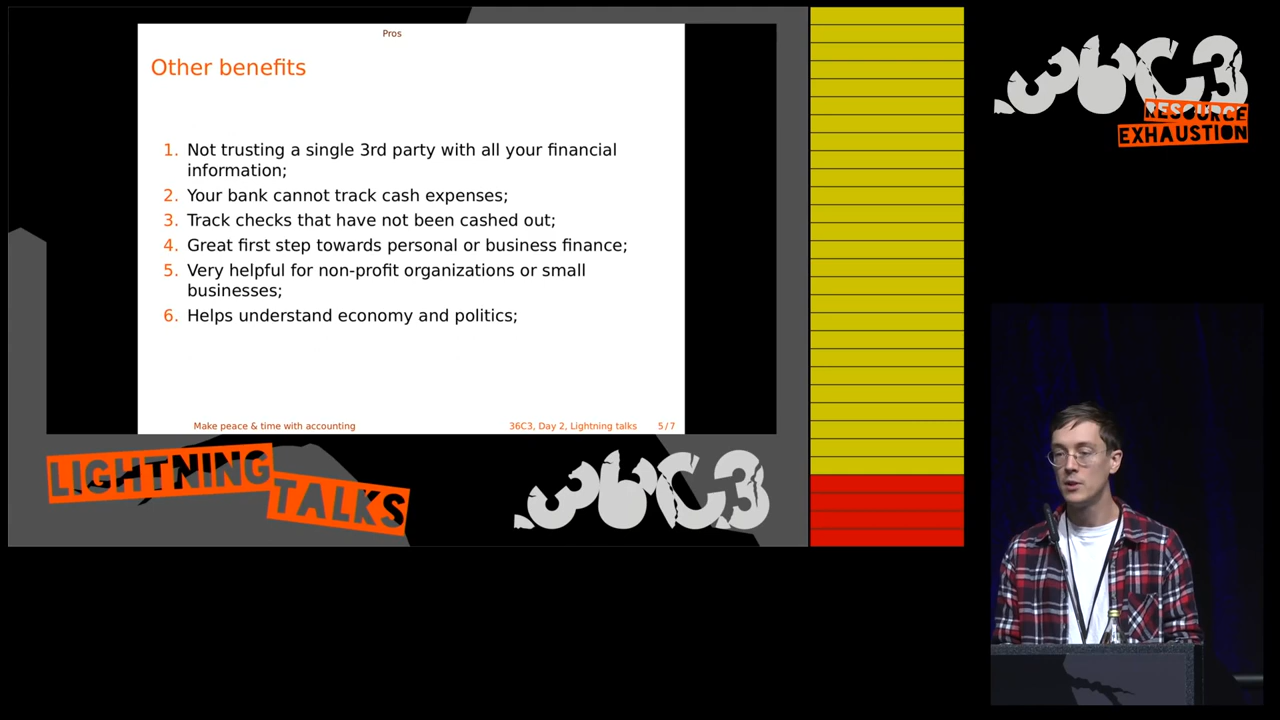 Pros
Other benefits
1. Not trusting a single 3rd party with all your financial
information;
2. Your bank cannot track cash expenses;
3. Track checks that have not been cashed out;
4. Great first step towards personal or business finance;
5. Very helpful for non-profit organizations or small
businesses;
6. Helps understand economy and politics;
Make peace & time with accounting 36C3, Day 2, Lightning talks 5/7
LIGHTNING
TALKS
36C3
36C3
RESOURCE
EXHAUSTION